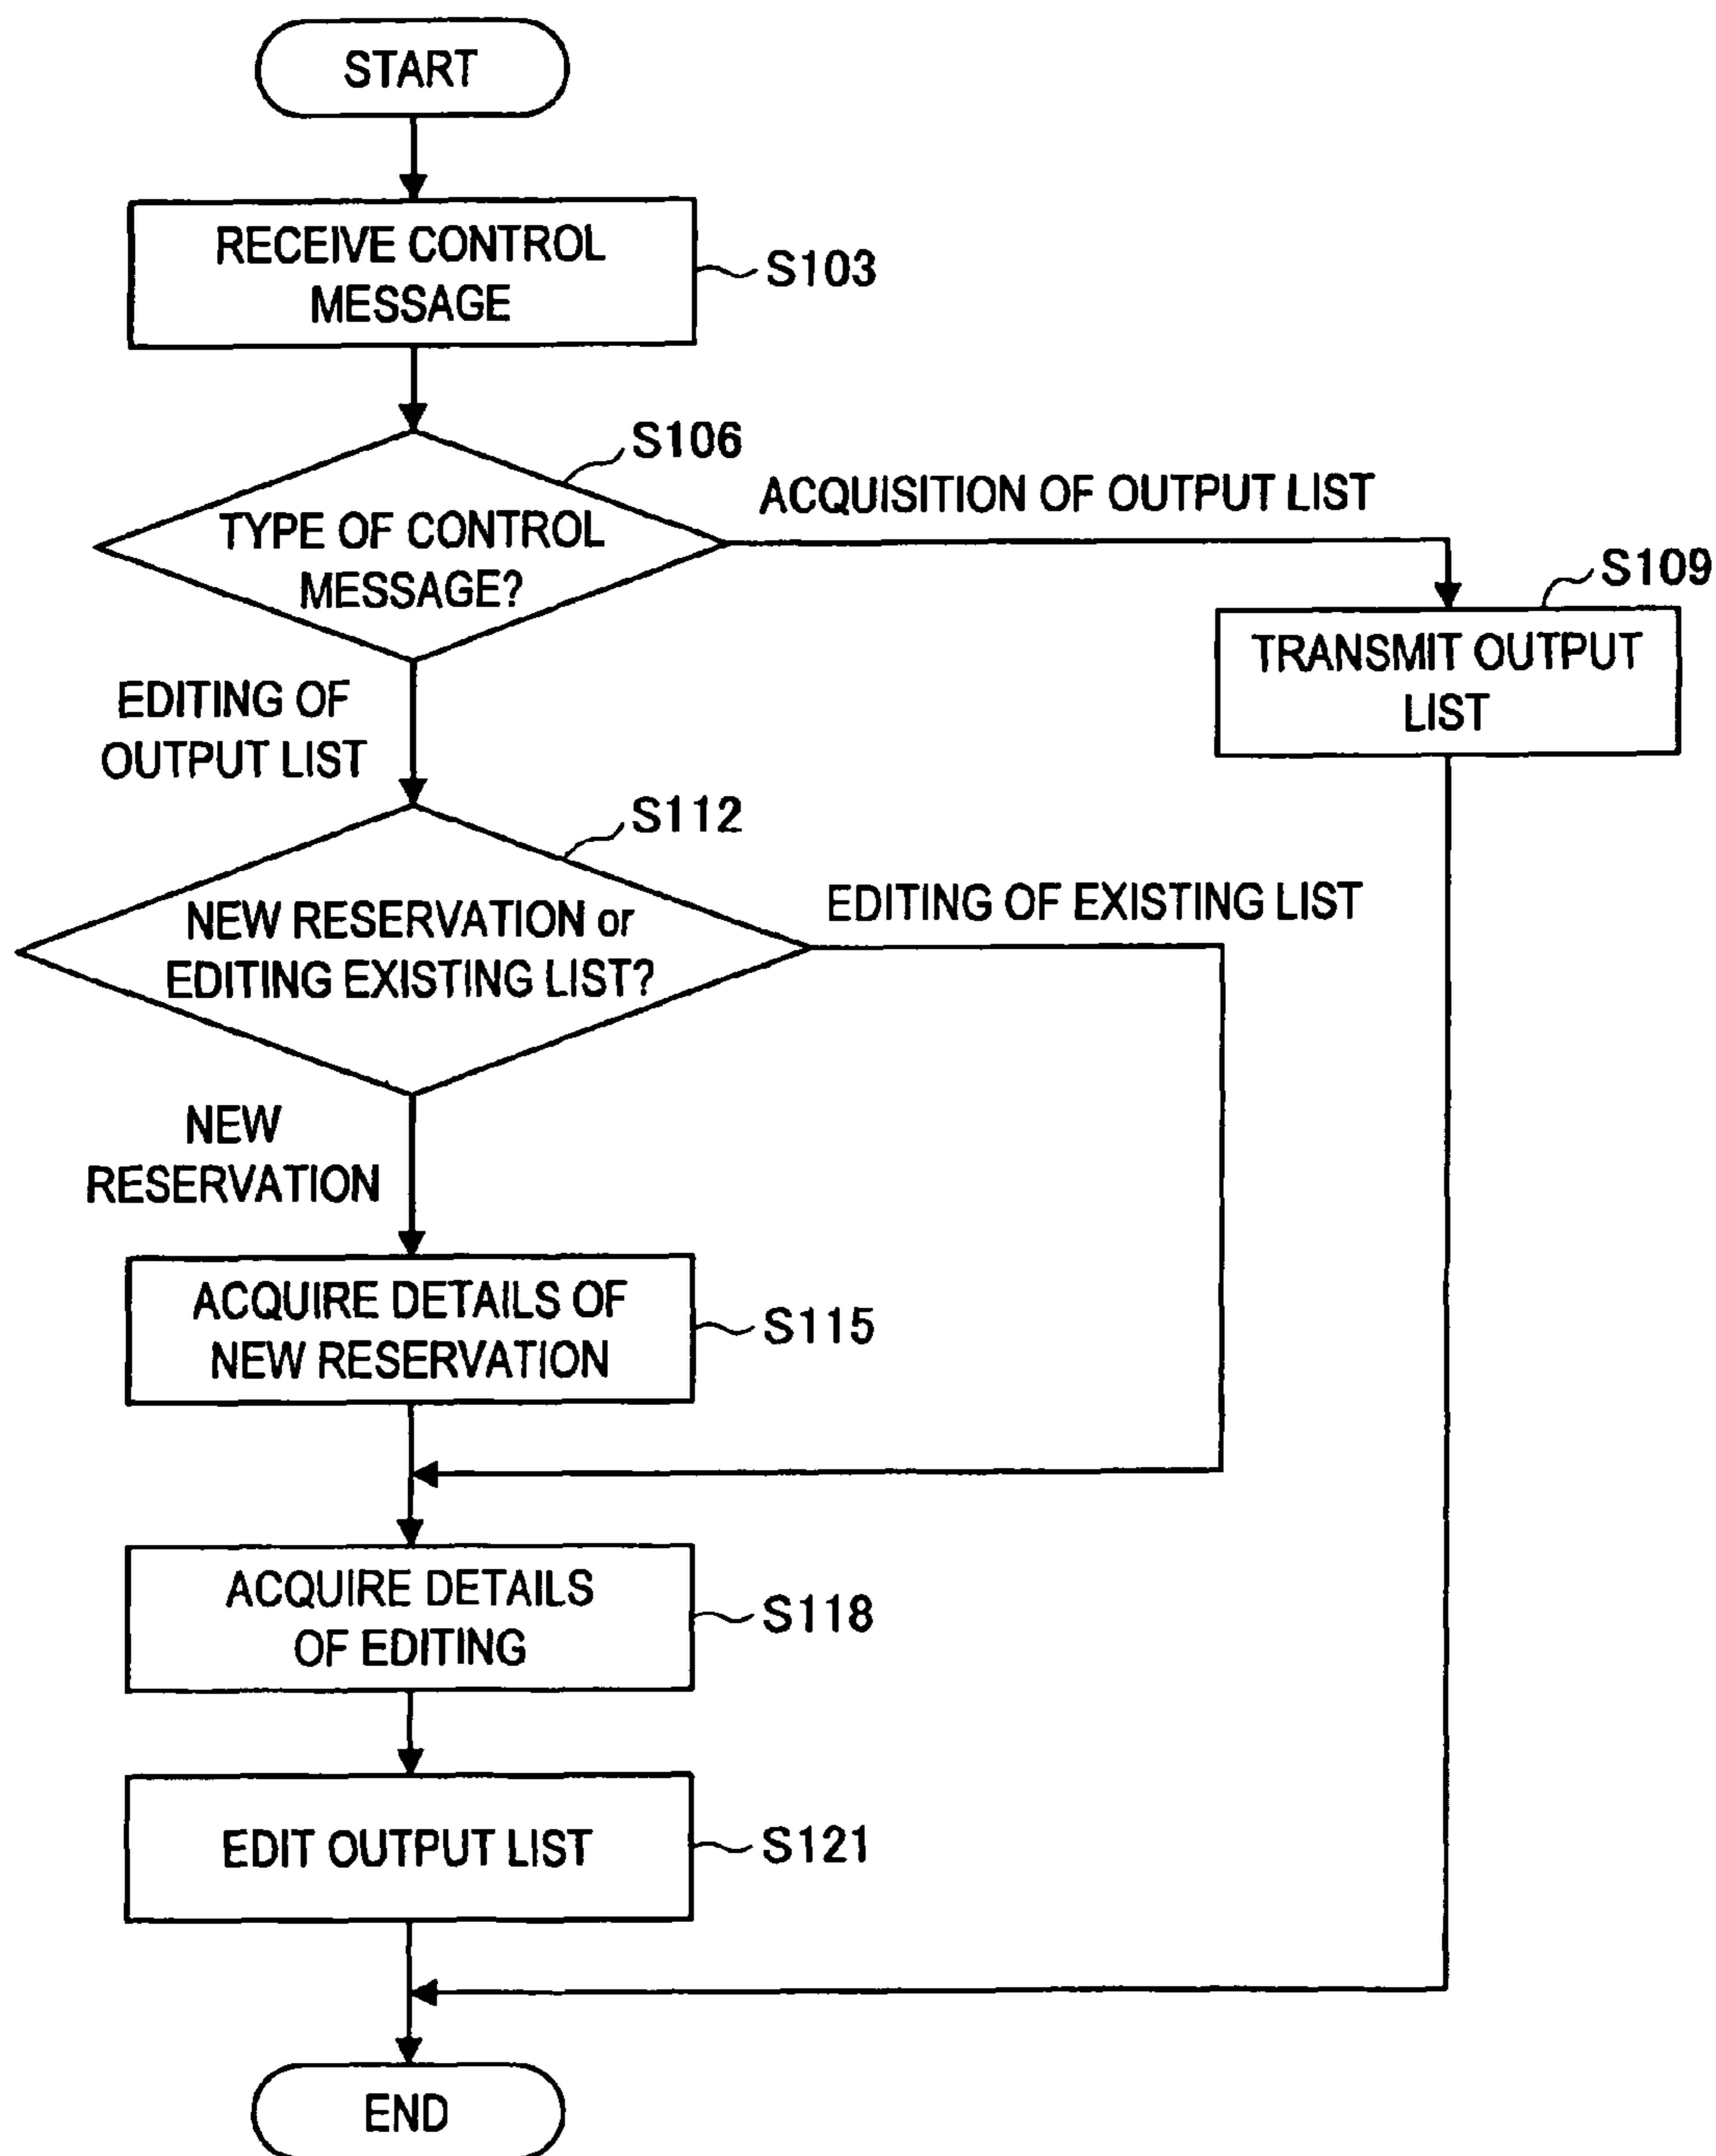 START
RECEIVE CONTROL
MESSAGE
S103
S106
TYPE OF CONTROL
MESSAGE?
ACQUISITION OF OUTPUT LIST
S109
TRANSMIT OUTPUT
LIST
EDITING OF
OUTPUT LIST
S112
NEW RESERVATION or
EDITING EXISTING LIST?
EDITING OF EXISTING LIST
NEW
RESERVATION
ACQUIRE DETAILS OF
NEW RESERVATION
S115
ACQUIRE DETAILS
OF EDITING
S118
EDIT OUTPUT LIST
S121
END